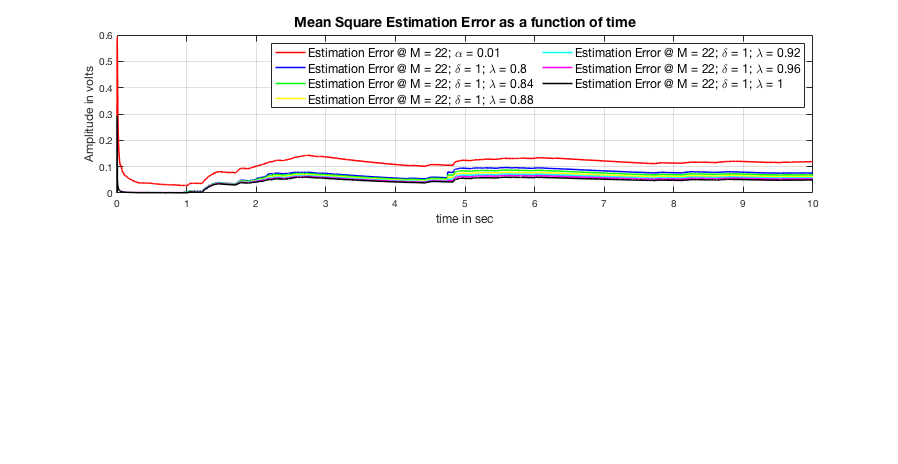 Mean Square Estimation Error as a function of time
Amplitude in volts
0.6
0.5
0.4
0.3
0.2
0.1
0
Estimation Error @ M = 22; α = 0.01
Estimation Error @ M = 22; δ = 1; λ = 0.8
Estimation Error @ M = 22; δ = 1; λ = 0.84
Estimation Error @ M = 22; δ = 1; λ = 0.88
Estimation Error @ M = 22; δ = 1; λ = 0.92
Estimation Error @ M = 22; δ = 1; λ = 0.96
Estimation Error @ M = 22; δ = 1; λ = 1
0 1 2 3 4 5 6 7 8 9 10
time in sec